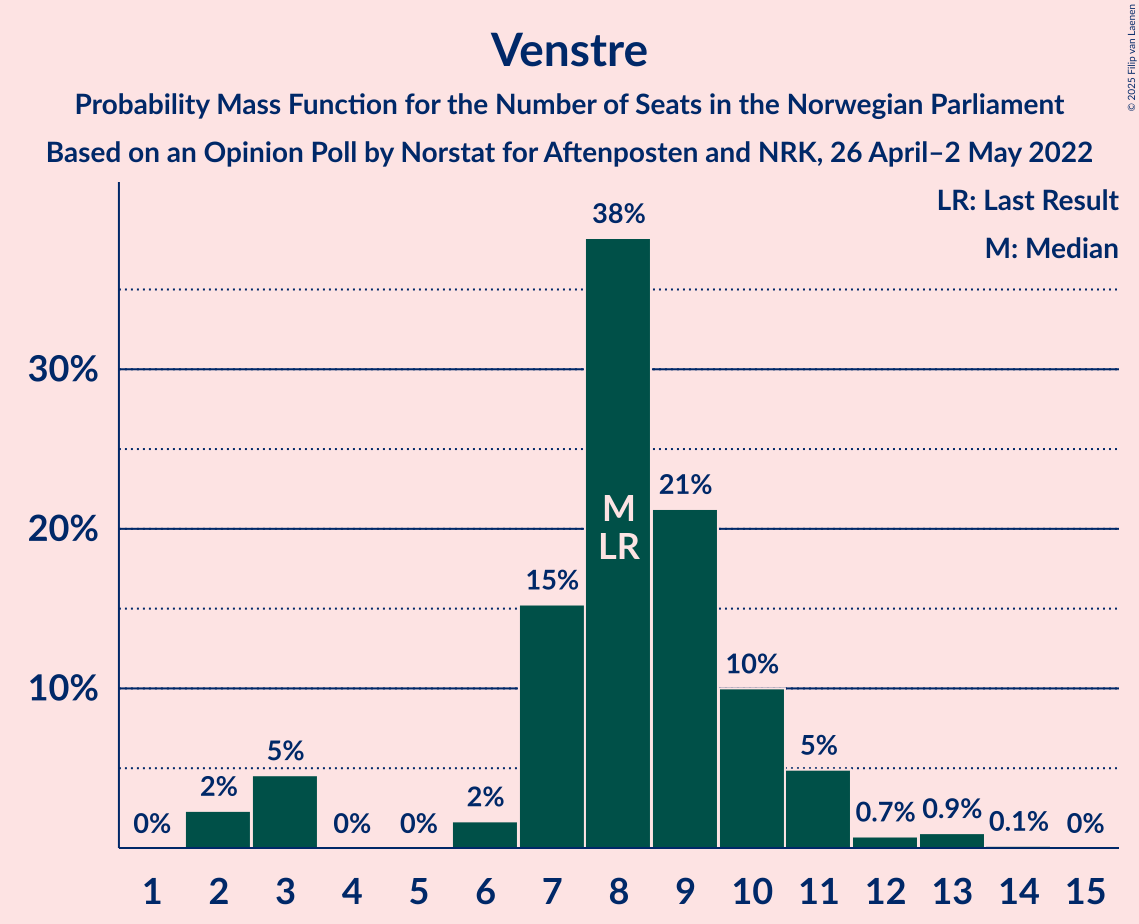 Venstre
Probability Mass Function for the Number of Seats in the Norwegian Parliament
Based on an Opinion Poll by Norstat for Aftenposten and NRK, 26 April–2 May 2022
© 2025 Filip van Laenen
LR: Last Result
M: Median
38%
30%
21%
M
20%
LR
15%
10%
10%
5%
5%
2%
2%
0%
0%
0%
0.7%
0.9%
0.1%
0%
1 2 3 4 5 6 7 8 9 10 11 12 13 14 15